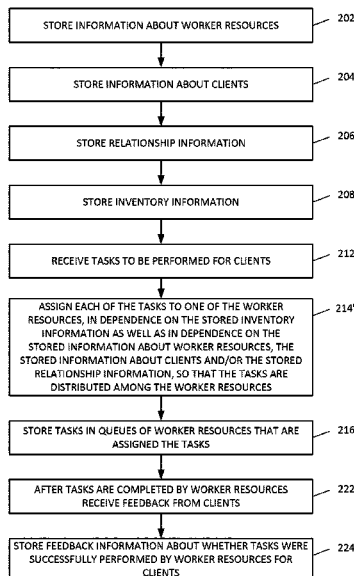 STORE INFORMATION ABOUT WORKER RESOURCES
202
STORE INFORMATION ABOUT CLIENTS
204
STORE RELATIONSHIP INFORMATION
206
STORE INVENTORY INFORMATION
208
RECEIVE TASKS TO BE PERFORMED FOR CLIENTS
212
ASSIGN EACH OF THE TASKS TO ONE OF THE WORKER
RESOURCES, IN DEPENDENCE ON THE STORED INVENTORY
INFORMATION AS WELL AS IN DEPENDENCE ON THE
STORED INFORMATION ABOUT WORKER RESOURCES, THE
STORED INFORMATION ABOUT CLIENTS AND/OR THE STORED
RELATIONSHIP INFORMATION, SO THAT THE TASKS ARE
DISTRIBUTED AMONG THE WORKER RESOURCES
214'
STORE TASKS IN QUEUES OF WORKER RESOURCES THAT ARE
ASSIGNED THE TASKS
216
AFTER TASKS ARE COMPLETED BY WORKER RESOURCES
RECEIVE FEEDBACK FROM CLIENTS
222
STORE FEEDBACK INFORMATION ABOUT WHETHER TASKS WERE
SUCCESSFULLY PERFORMED BY WORKER RESOURCES FOR
CLIENTS
224